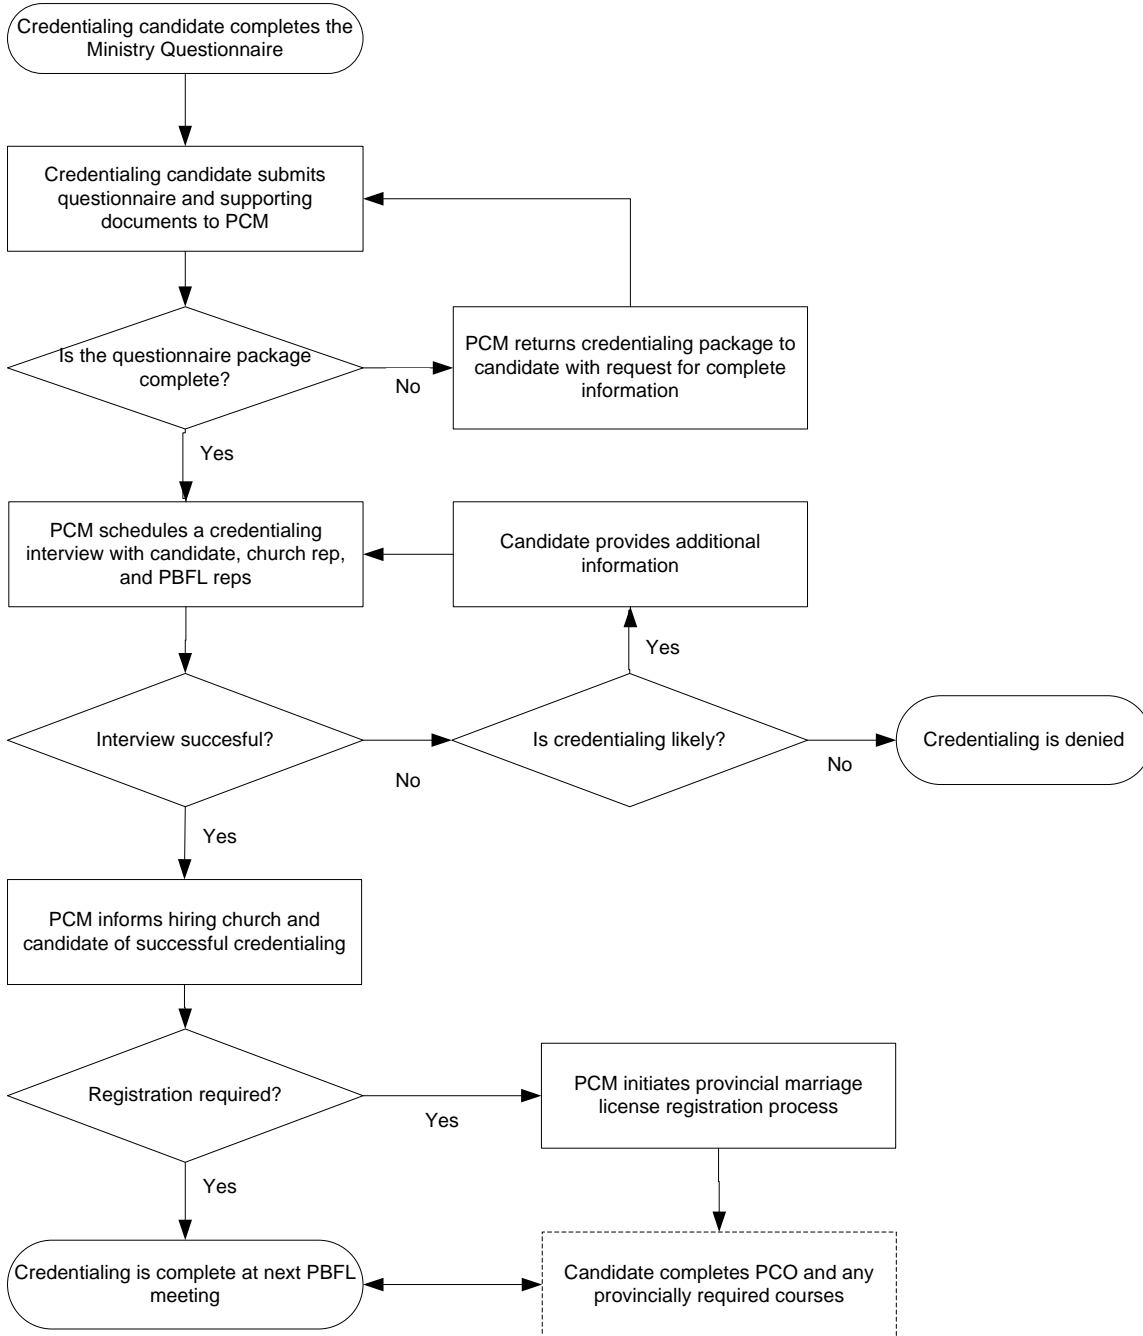 Credentialing candidate completes the
Ministry Questionnaire
Credentialing candidate submits
questionnaire and supporting
documents to PCM
Is the questionnaire package
complete?
No
PCM returns credentialing package to
candidate with request for complete
information
Yes
PCM schedules a credentialing
interview with candidate, church rep,
and PBFL reps
Candidate provides additional
information
Yes
Interview succesful?
No
Is credentialing likely?
No
Credentialing is denied
Yes
PCM informs hiring church and
candidate of successful credentialing
Registration required?
Yes
PCM initiates provincial marriage
license registration process
Yes
Credentialing is complete at next PBFL
meeting
Candidate completes PCO and any
provincially required courses